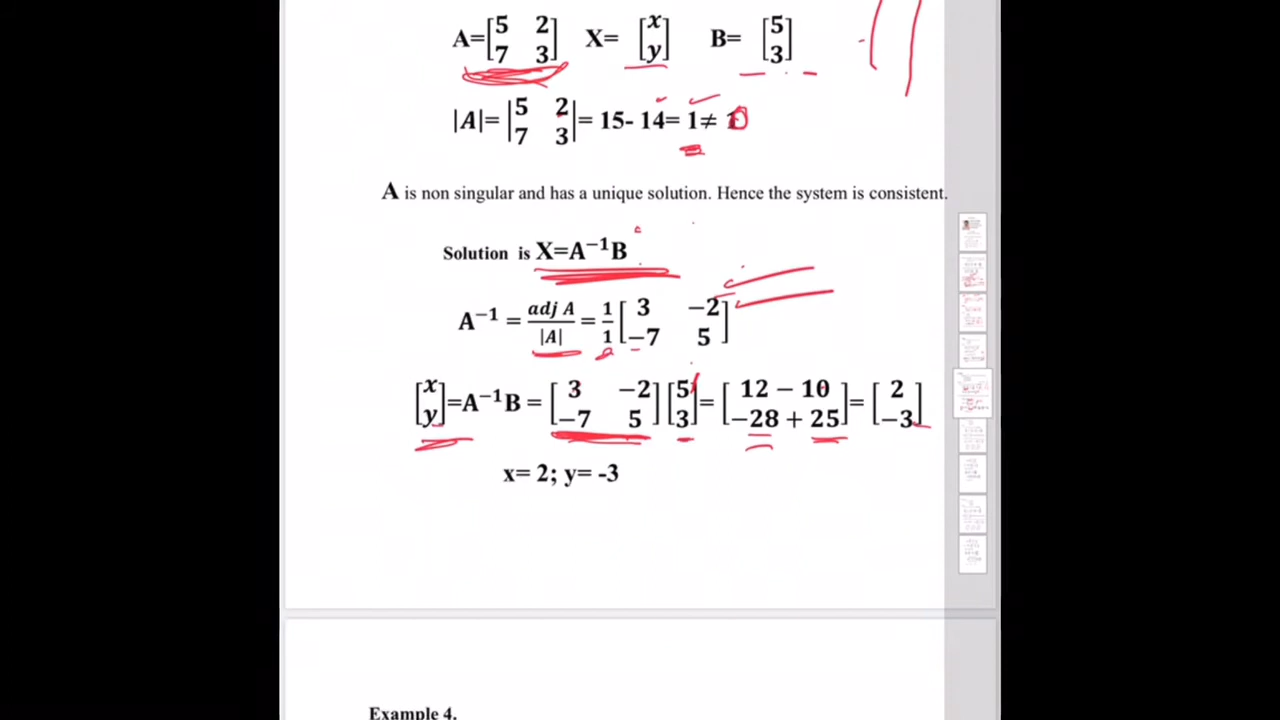 A=[5 2 7 3] X= [x y] B= [5 3]
|A|= |5 2 7 3|= 15- 14= 1≠ 0
A is non singular and has a unique solution. Hence the system is consistent.
Solution is X=A⁻¹B
A⁻¹ = adj A/|A| = 1/1 [3 −2 −7 5]
[x y]=A⁻¹B = [3 −2 −7 5] [5 3]= [12 − 10 −28 + 25]= [2 −3]
x= 2; y= -3
Example 4.